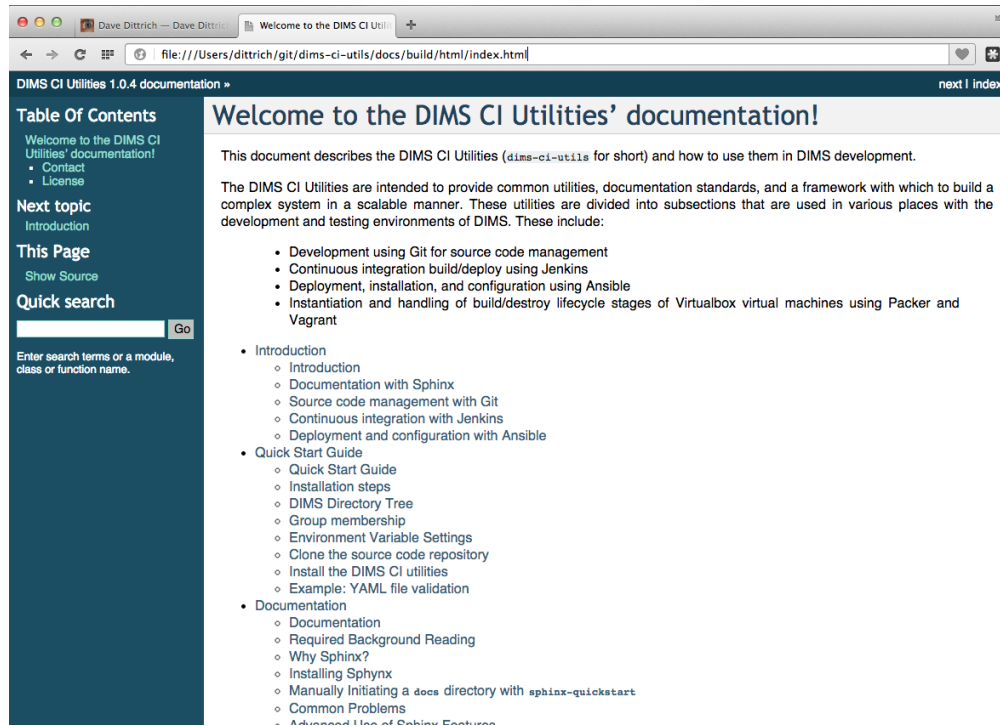 Dave Dittrich — Dave Dittric
Welcome to the DIMS CI Utilit
file:///Users/dittrich/git/dims-ci-utils/docs/build/html/index.html
DIMS CI Utilities 1.0.4 documentation »
next | index
Table Of Contents
Welcome to the DIMS CI
Utilities' documentation!
Contact
License
Next topic
Introduction
This Page
Show Source
Quick search
Go
Enter search terms or a module,
class or function name.
Welcome to the DIMS CI Utilities' documentation!
This document describes the DIMS CI Utilities (dims-ci-utils for short) and how to use them in DIMS development.
The DIMS CI Utilities are intended to provide common utilities, documentation standards, and a framework with which to build a
complex system in a scalable manner. These utilities are divided into subsections that are used in various places with the
development and testing environments of DIMS. These include:
• Development using Git for source code management
• Continuous integration build/deploy using Jenkins
• Deployment, installation, and configuration using Ansible
• Instantiation and handling of build/destroy lifecycle stages of Virtualbox virtual machines using Packer and
Vagrant
• Introduction
◦ Introduction
◦ Documentation with Sphinx
◦ Source code management with Git
◦ Continuous integration with Jenkins
◦ Deployment and configuration with Ansible
• Quick Start Guide
◦ Quick Start Guide
◦ Installation steps
◦ DIMS Directory Tree
◦ Group membership
◦ Environment Variable Settings
◦ Clone the source code repository
◦ Install the DIMS CI utilities
◦ Example: YAML file validation
• Documentation
◦ Documentation
◦ Required Background Reading
◦ Why Sphinx?
◦ Installing Sphynx
◦ Manually Initiating a docs directory with sphinx-quickstart
◦ Common Problems
◦ Advanced Use of Sphinx Features